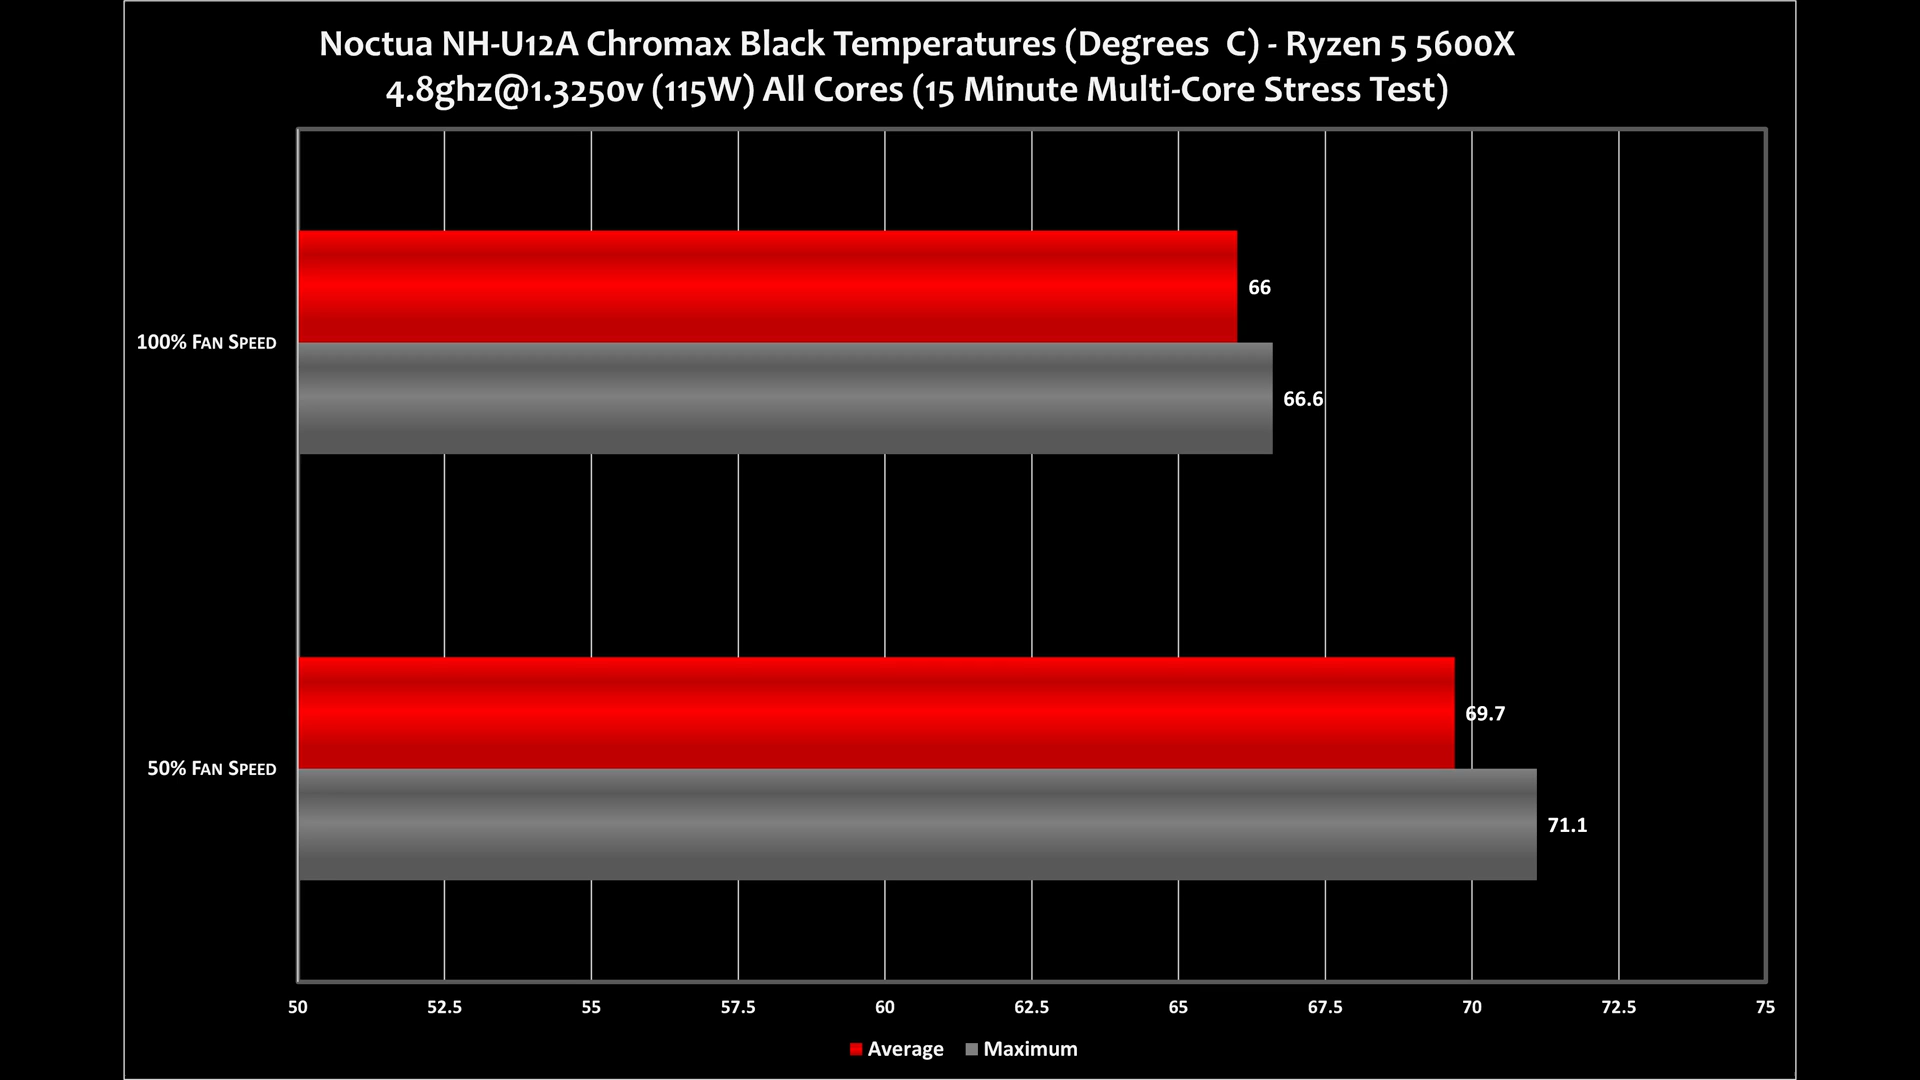 Noctua NH-U12A Chromax Black Temperatures (Degrees C) - Ryzen 5 5600X
4.8ghz@1.3250v (115W) All Cores (15 Minute Multi-Core Stress Test)
66
100% Fan Speed
66.6
69.7
50% Fan Speed
71.1
50 52.5 55 57.5 60 62.5 65 67.5 70 72.5 75
Average Maximum